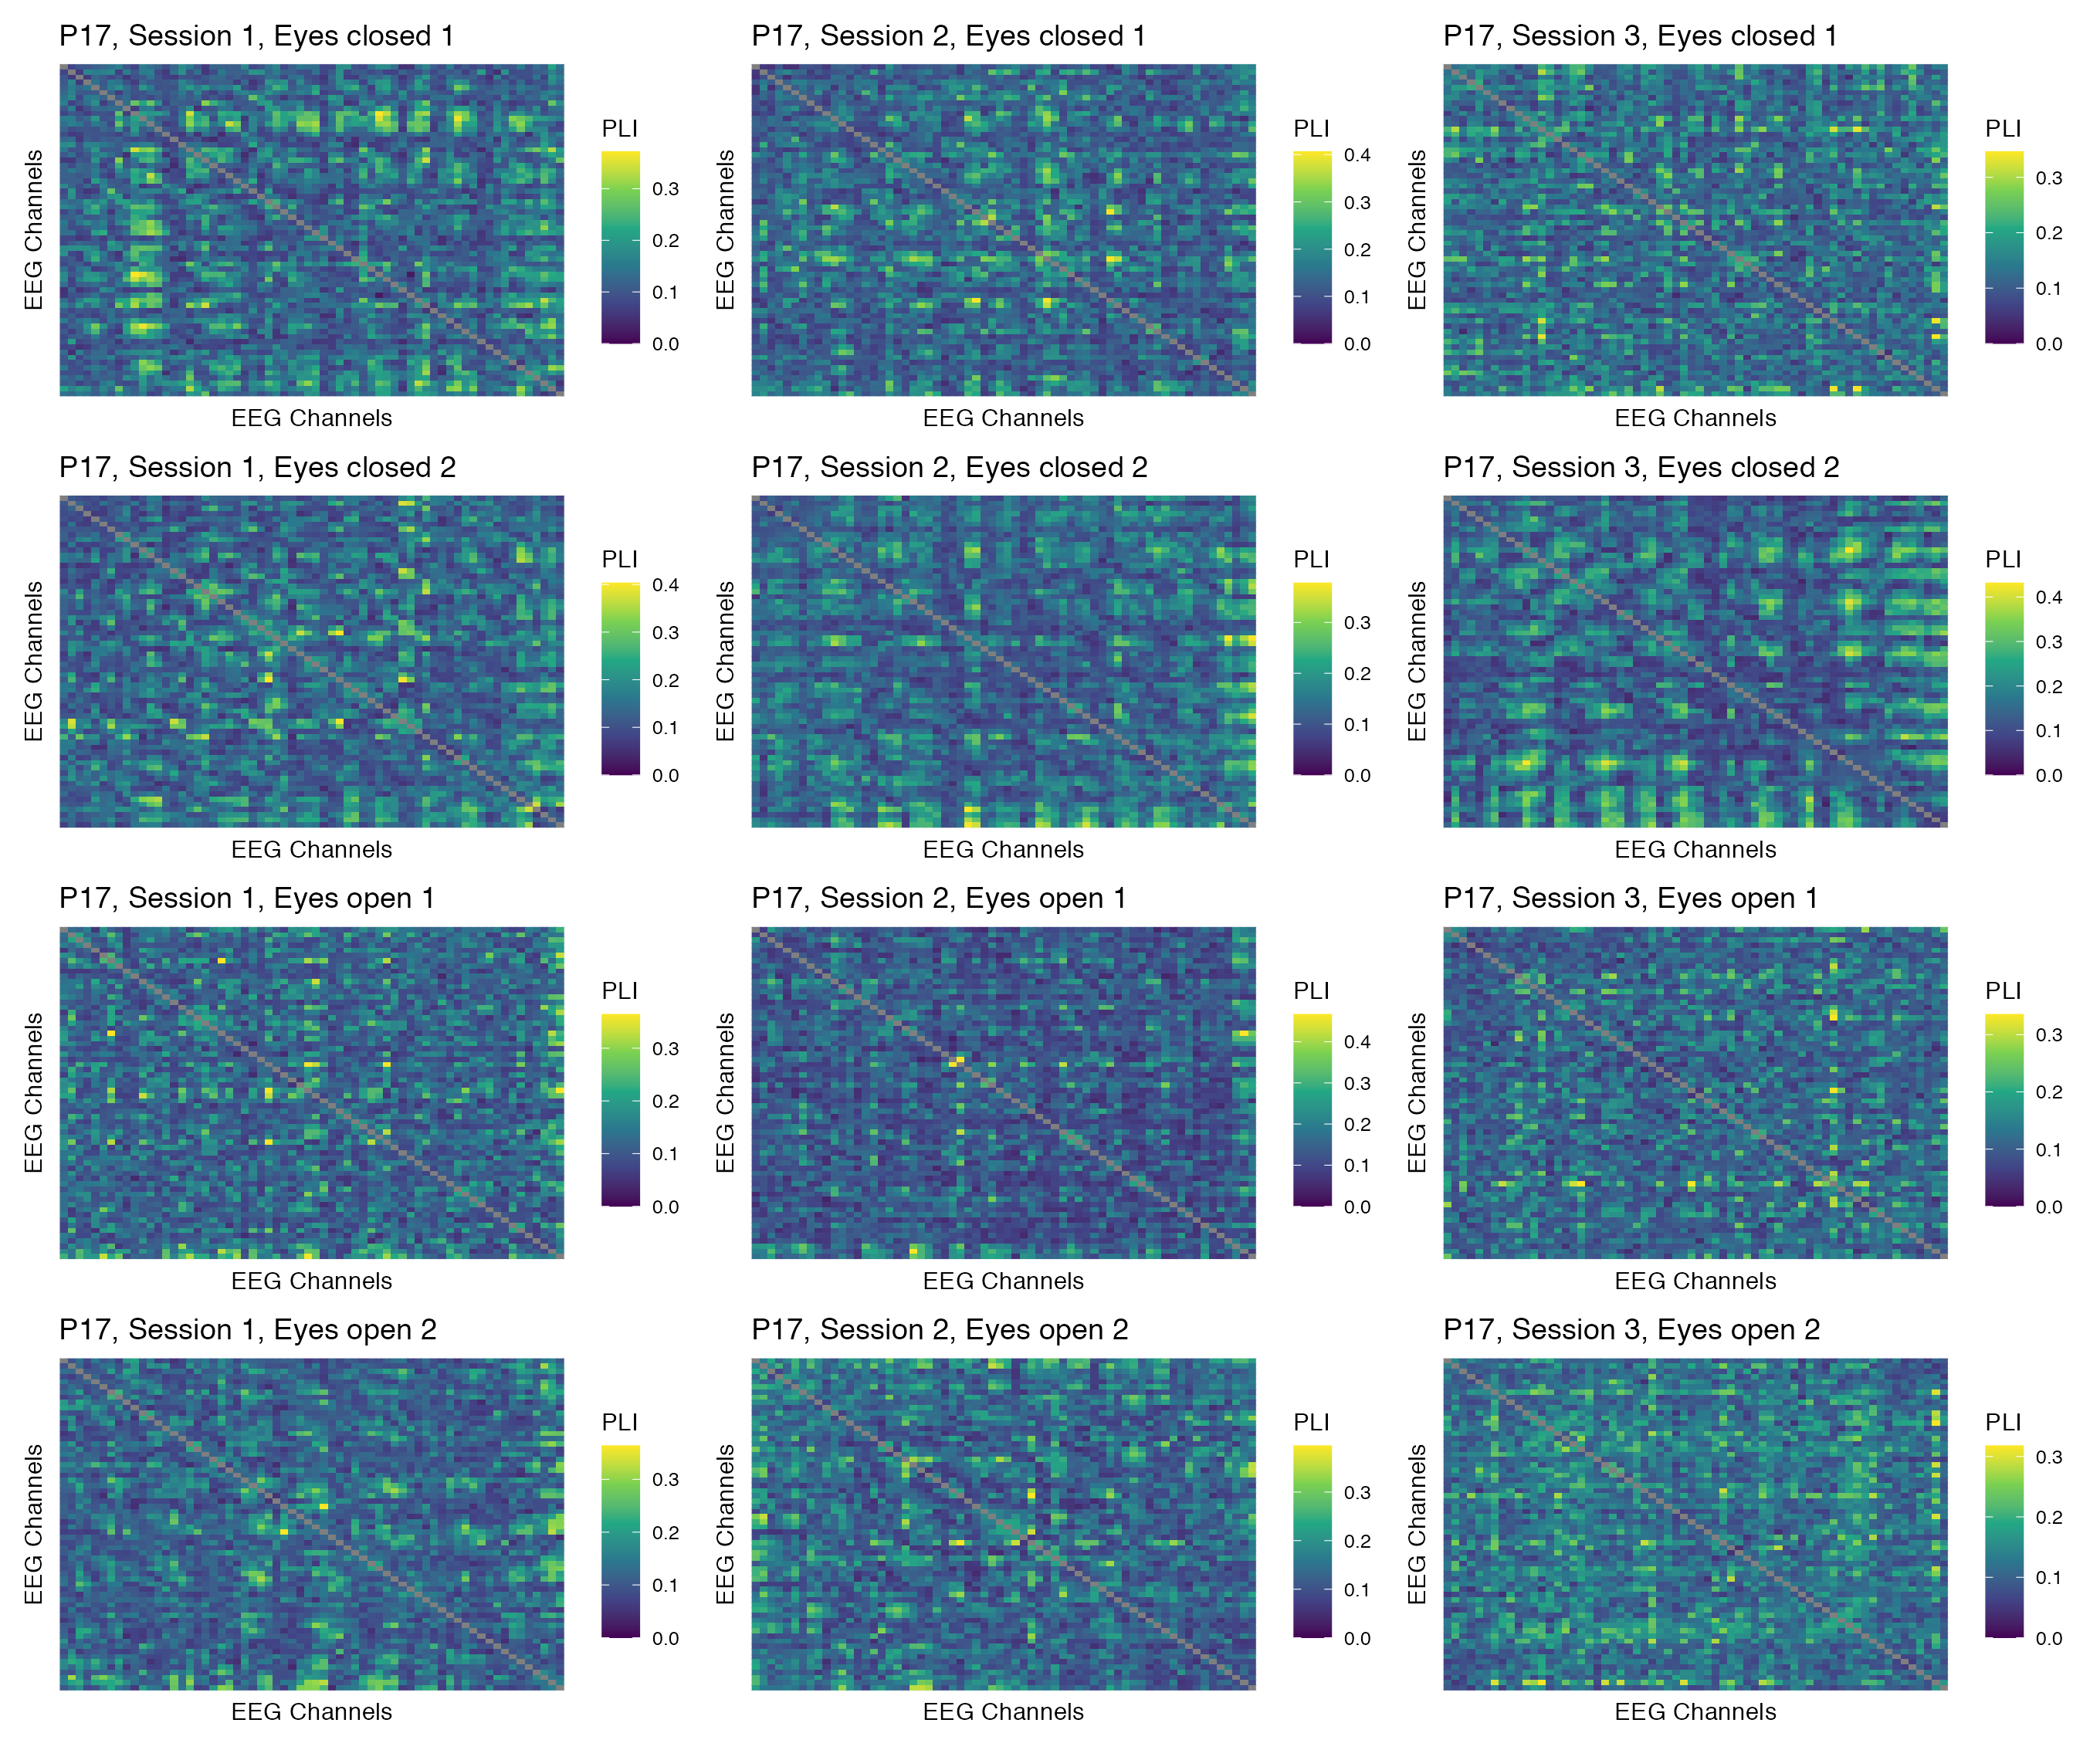 P17, Session 1, Eyes closed 1
P17, Session 2, Eyes closed 1
P17, Session 3, Eyes closed 1
EEG Channels
EEG Channels
PLI
0.3
0.2
0.1
0.0
EEG Channels
EEG Channels
PLI
0.4
0.3
0.2
0.1
0.0
EEG Channels
EEG Channels
PLI
0.3
0.2
0.1
0.0
P17, Session 1, Eyes closed 2
P17, Session 2, Eyes closed 2
P17, Session 3, Eyes closed 2
EEG Channels
EEG Channels
PLI
0.4
0.3
0.2
0.1
0.0
EEG Channels
EEG Channels
PLI
0.3
0.2
0.1
0.0
EEG Channels
EEG Channels
PLI
0.4
0.3
0.2
0.1
0.0
P17, Session 1, Eyes open 1
P17, Session 2, Eyes open 1
P17, Session 3, Eyes open 1
EEG Channels
EEG Channels
PLI
0.3
0.2
0.1
0.0
EEG Channels
EEG Channels
PLI
0.4
0.3
0.2
0.1
0.0
EEG Channels
EEG Channels
PLI
0.3
0.2
0.1
0.0
P17, Session 1, Eyes open 2
P17, Session 2, Eyes open 2
P17, Session 3, Eyes open 2
EEG Channels
EEG Channels
PLI
0.3
0.2
0.1
0.0
EEG Channels
EEG Channels
PLI
0.3
0.2
0.1
0.0
EEG Channels
EEG Channels
PLI
0.3
0.2
0.1
0.0